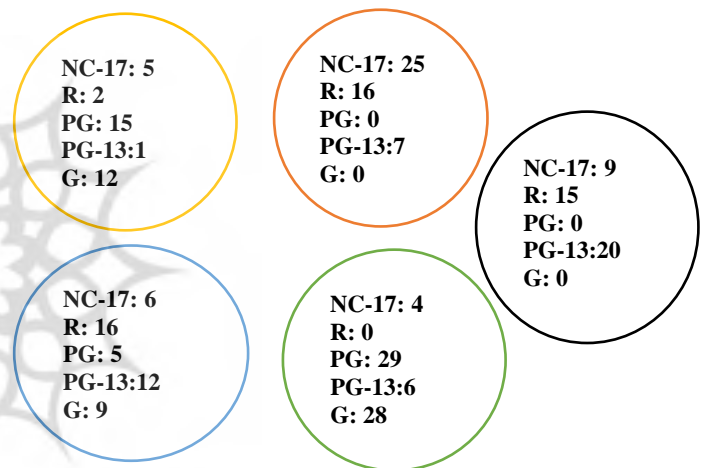 NC-17: 5
R: 2
PG: 15
PG-13:1
G: 12
NC-17: 25
R: 16
PG: 0
PG-13:7
G: 0
NC-17: 9
R: 15
PG: 0
PG-13:20
G: 0
NC-17: 6
R: 16
PG: 5
PG-13:12
G: 9
NC-17: 4
R: 0
PG: 29
PG-13:6
G: 28